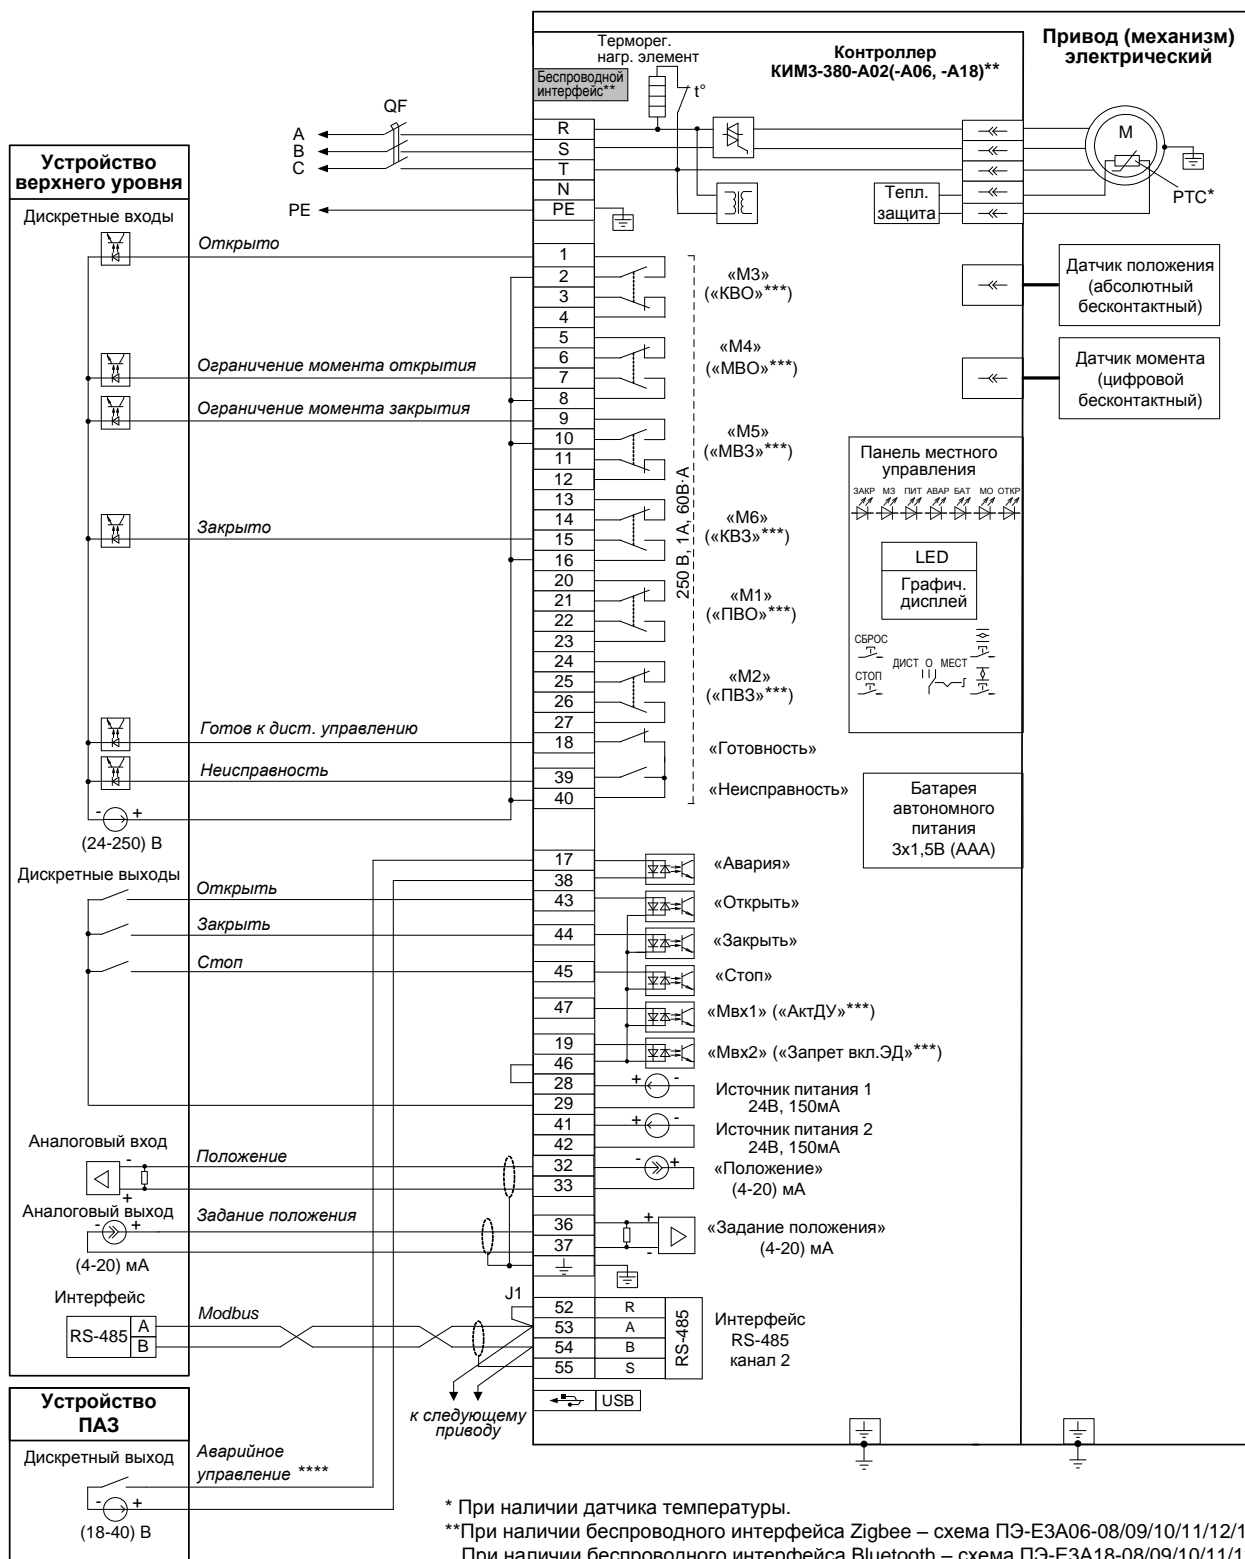 Привод (механизм)
электрический
Терморег.
нагр. элемент
Контроллер
КИМ3-380-А02(-А06, -А18)**
Беспроводной
интерфейс**
t°
QF
A
B
C
PE
R
S
T
N
PE
M
PTC*
Тепл.
защита
Устройство
верхнего уровня
Дискретные входы
Открыто
1
2
3
4
«М3»
(«КВО»***)
Датчик положения
(абсолютный
бесконтактный)
Ограничение момента открытия
5
6
7
8
«М4»
(«МВО»***)
Датчик момента
(цифровой
бесконтактный)
Ограничение момента закрытия
9
10
11
12
«М5»
(«МВЗ»***)
Панель местного
управления
ЗАКР МЗ ПИТ АВАР БАТ МО ОТКР
LED
Графич.
дисплей
СБРОС
СТОП
ДИСТ О МЕСТ
Закрыто
13
14
15
16
«М6»
(«КВЗ»***)
250 В, 1А, 60В·А
20
21
22
23
«М1»
(«ПВО»***)
24
25
26
27
«М2»
(«ПВЗ»***)
Готов к дист. управлению
18
«Готовность»
Неисправность
39
40
«Неисправность»
- +
(24-250) В
Батарея
автономного
питания
3х1,5В (ААА)
Дискретные выходы
17
38
«Авария»
Открыть
43
«Открыть»
Закрыть
44
«Закрыть»
Стоп
45
«Стоп»
47
«Мвх1» («АктДУ»***)
19
46
«Мвх2» («Запрет вкл.ЭД»***)
28
29
+ -
Источник питания 1
24В, 150мА
41
42
+ -
Источник питания 2
24В, 150мА
Аналоговый вход
-
+
Положение
32
33
- +
«Положение»
(4-20) мА
Аналоговый выход
- +
(4-20) мА
Задание положения
36
37
+
-
«Задание положения»
(4-20) мА
Интерфейс
RS-485
A
B
Modbus
J1
52 R
53 A
54 B
55 S
RS-485
Интерфейс
RS-485
канал 2
USB
к следующему
приводу
Устройство
ПАЗ
Дискретный выход
- +
(18-40) В
Аварийное
управление ****
* При наличии датчика температуры.
**При наличии беспроводного интерфейса Zigbee – схема ПЭ-Е3А06-08/09/10/11/12/1
При наличии беспроводного интерфейса Bluetooth – схема ПЭ-Е3А18-08/09/10/11/1